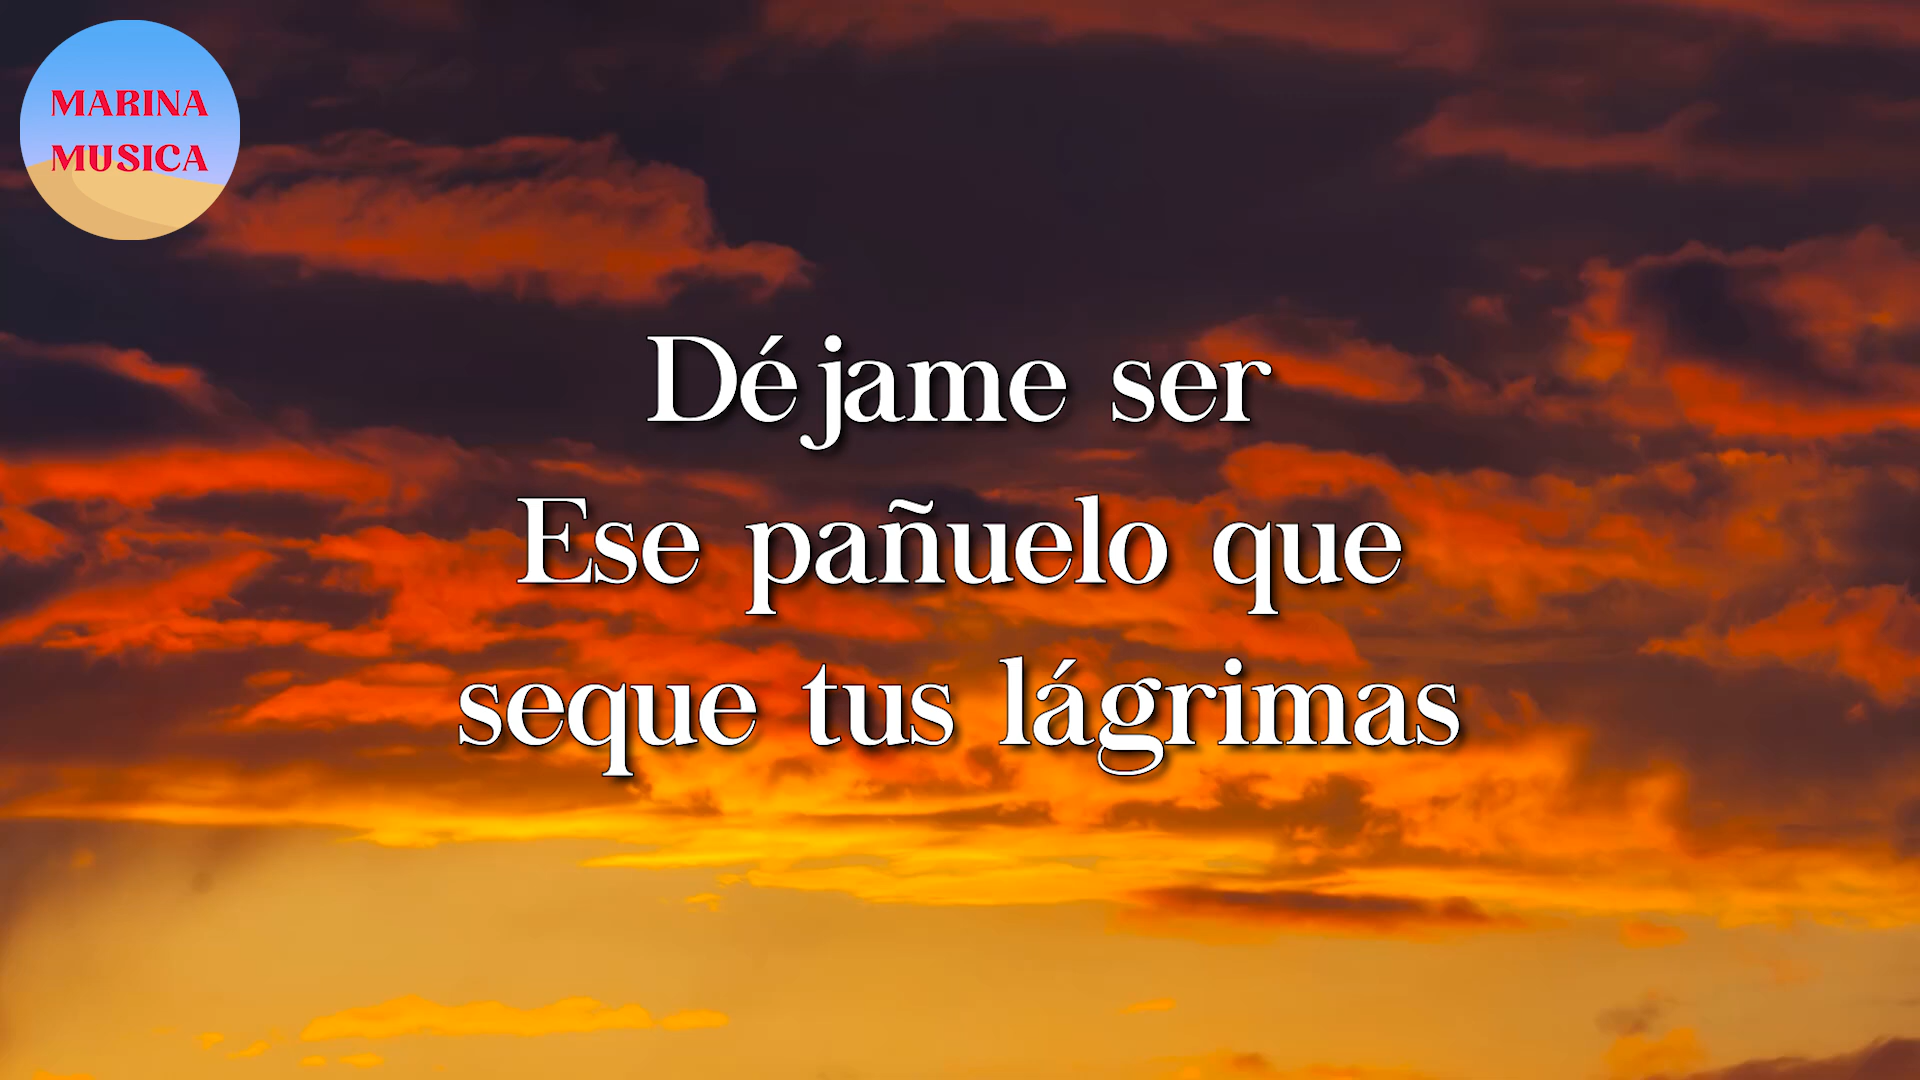 MARINA
MUSICA
Déjame ser
Ese pañuelo que
seque tus lágrimas